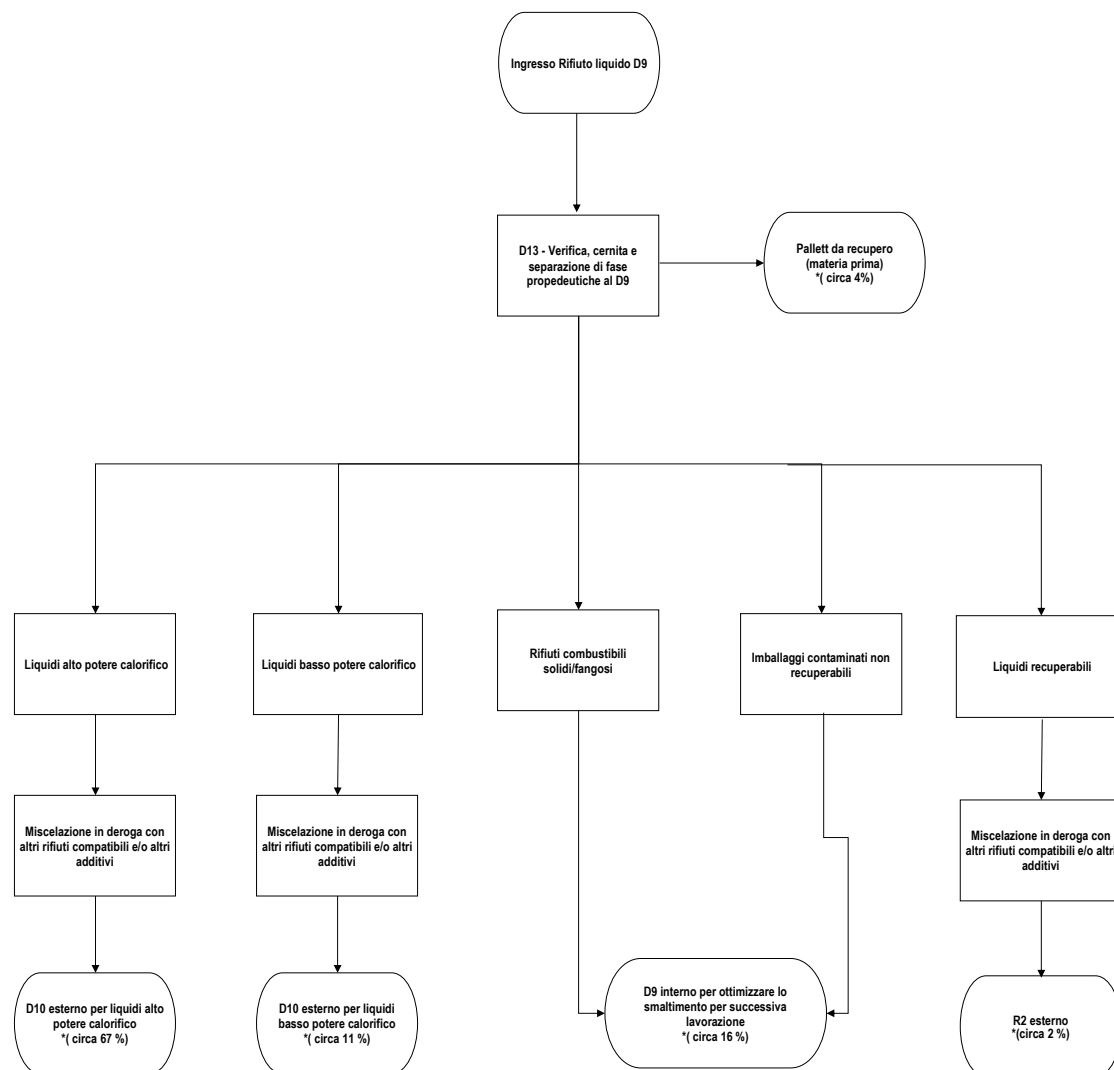 Ingresso Rifiuto liquido D9
D13 - Verifica, cernita e
separazione di fase
propedeutiche al D9
Pallett da recupero
(materia prima)
*( circa 4%)
Liquidi alto potere calorifico
Liquidi basso potere calorifico
Rifiuti combustibili
solidi/fangosi
Imballaggi contaminati non
recuperabili
Liquidi recuperabili
Miscelazione in deroga con
altri rifiuti compatibili e/o altri
additivi
Miscelazione in deroga con
altri rifiuti compatibili e/o altri
additivi
Miscelazione in deroga con
altri rifiuti compatibili e/o altri
additivi
D10 esterno per liquidi alto
potere calorifico
*( circa 67 %)
D10 esterno per liquidi
basso potere calorifico
*( circa 11 %)
D9 interno per ottimizzare lo
smaltimento per successiva
lavorazione
*( circa 16 %)
R2 esterno
*(circa 2 %)